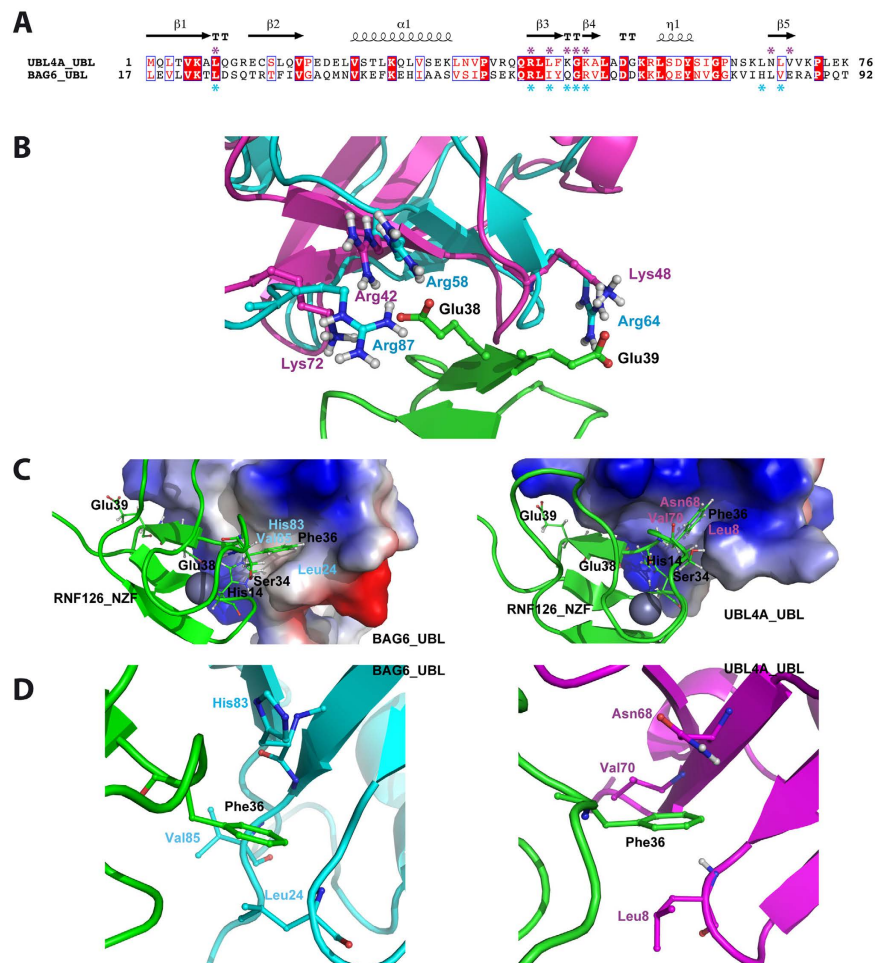 A
β1 TT β2 α1 β3 TT β4 TT η1 β5
* * * * * * * *
UBL4A_UBL 1 MQLTVKALQGRECSLQVPEDELVSTLKQLVSEKLNVPVRQQRLLFKGKALADGKRLSDYSIGPNSKLNLVVKPLEK 76
BAG6_UBL 17 LEVLVKTLDSQTRTFIVGAQMNVKEFKEHIAASVSIPSEKQRLIYQGRVLQDDKKLQEYNVGGKVIHLVERAPPQT 92
* * * * * * * *
B
Arg58
Lys48
Arg42
Glu38
Arg64
Lys72
Arg87
Glu39
C
Glu39
His83
Val85
Phe36
Glu38
Leu24
Ser34
His14
RNF126_NZF
BAG6_UBL
Asn68
Phe36
Glu39
Val70
Leu8
His14
Glu38
Ser34
RNF126_NZF
UBL4A_UBL
D
BAG6_UBL
His83
Phe36
Val85
Leu24
UBL4A_UBL
Asn68
Val70
Phe36
Leu8